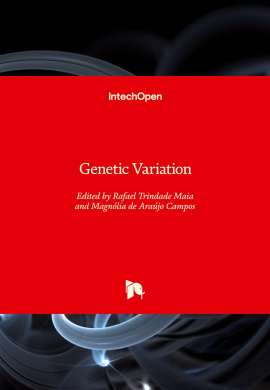 IntechOpen
Genetic Variation
Edited by Rafael Trindade Maia
and Magnólia de Araújo Campos